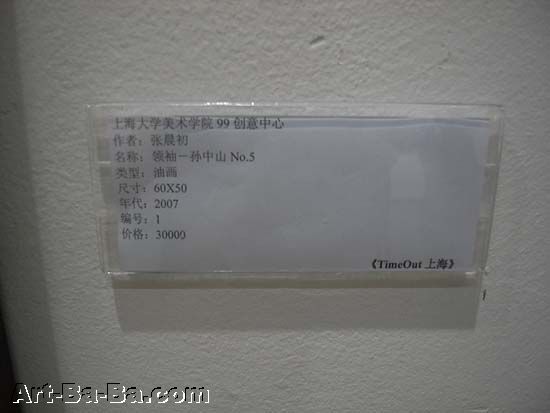 上海大学美术学院 99 创意中心
作者：张晨初
名称：领袖－孙中山 No.5
类型：油画
尺寸：60X50
年代：2007
编号：1
价格：30000
《TimeOut 上海》
Art-Ba-Ba.com